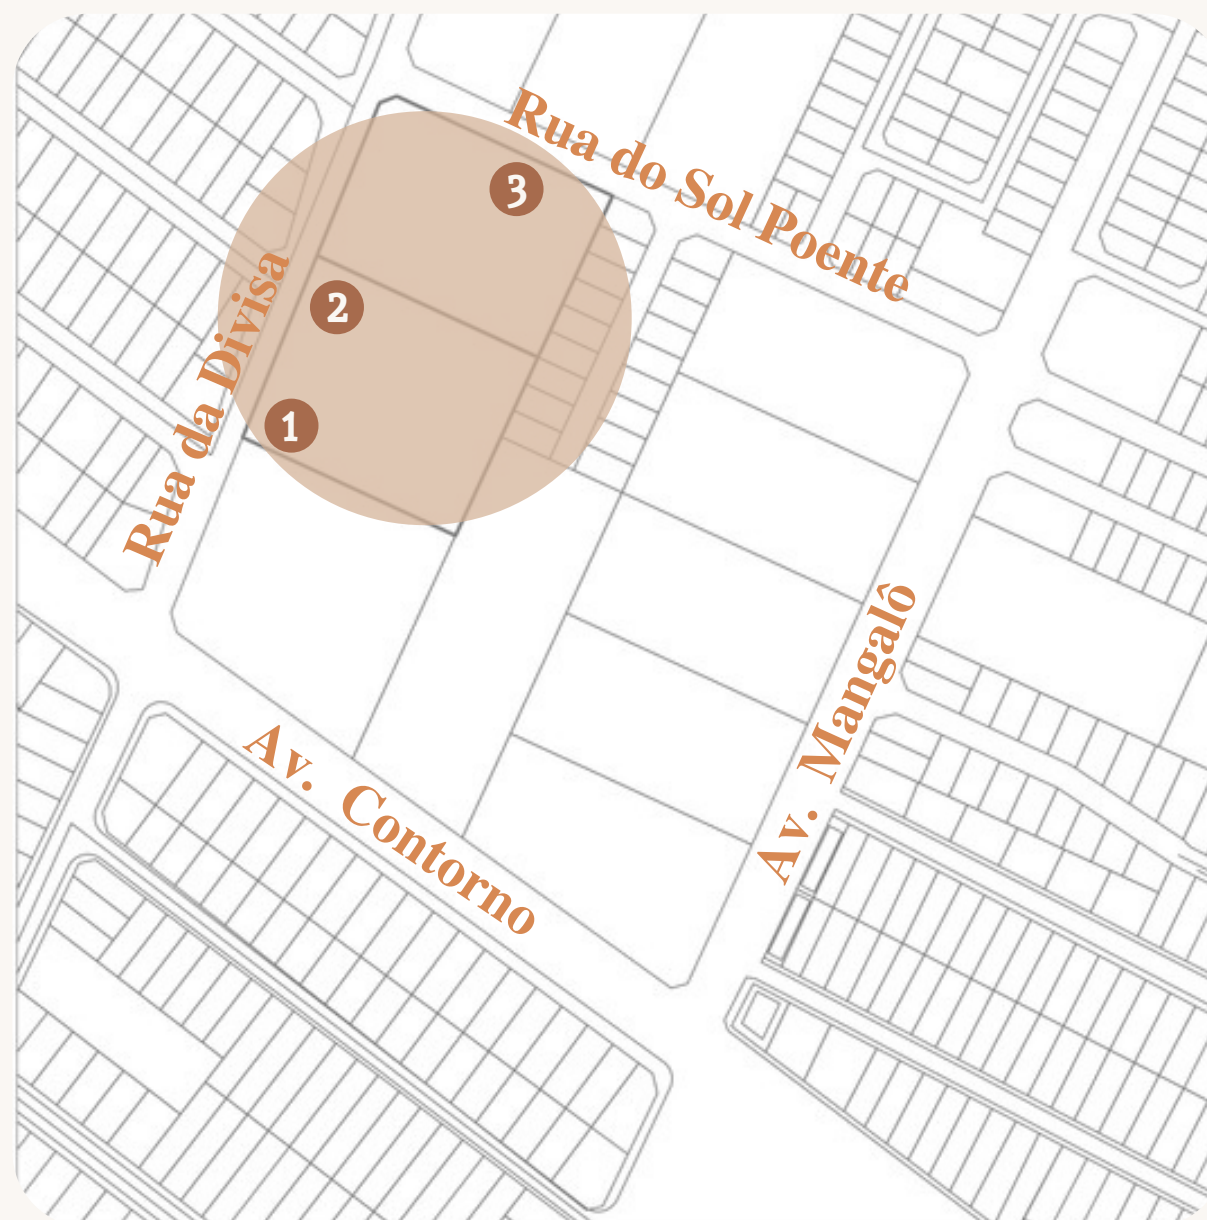 Rua do Sol Poente
3
Rua da Divisa
2
1
Av. Mangalô
Av. Contorno